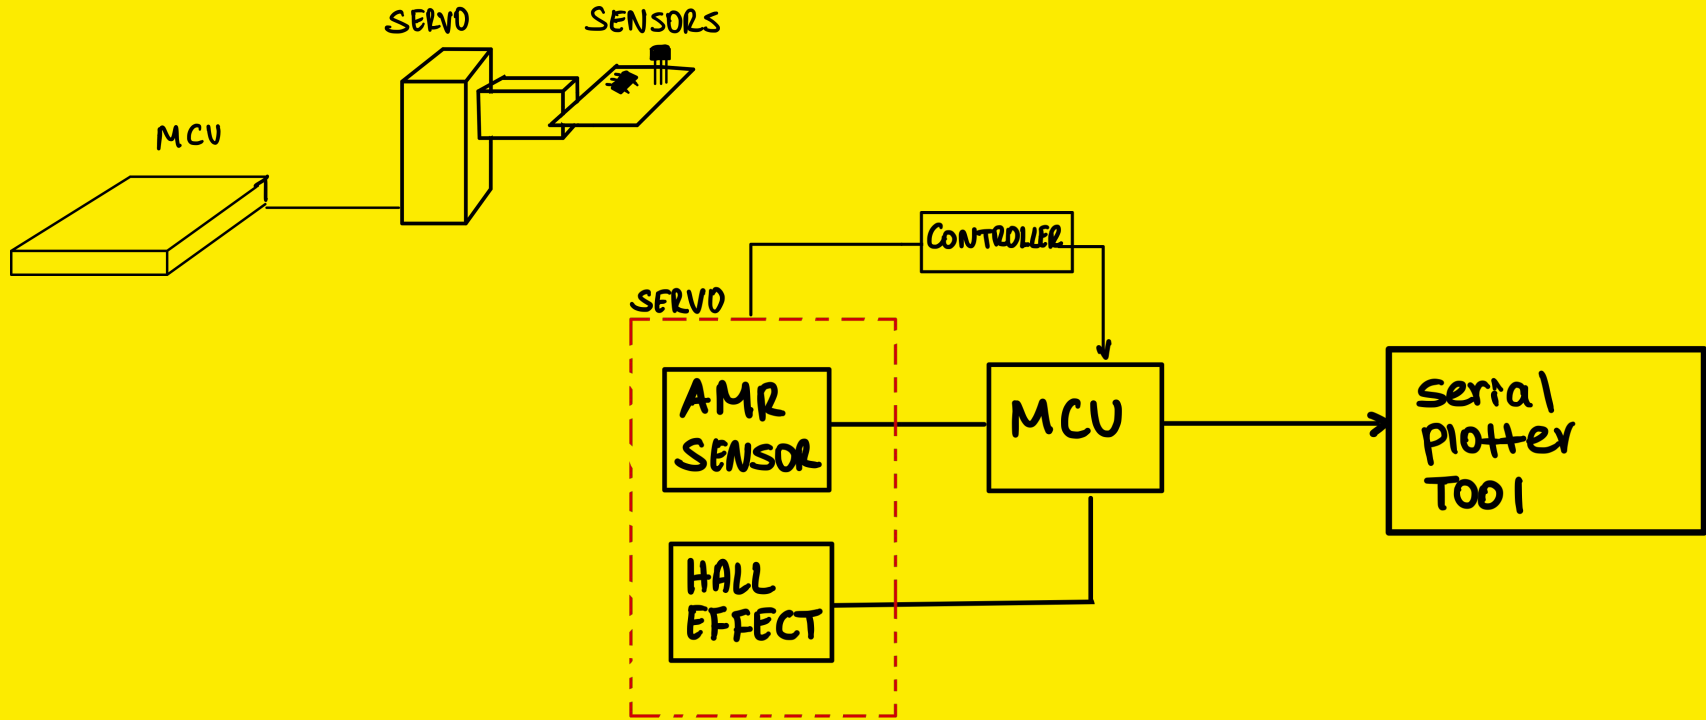 SERVO
SENSORS
MCU
CONTROLLER
SERVO
AMR
SENSOR
MCU
serial
Plotter
TOOl
HALL
EFFECT